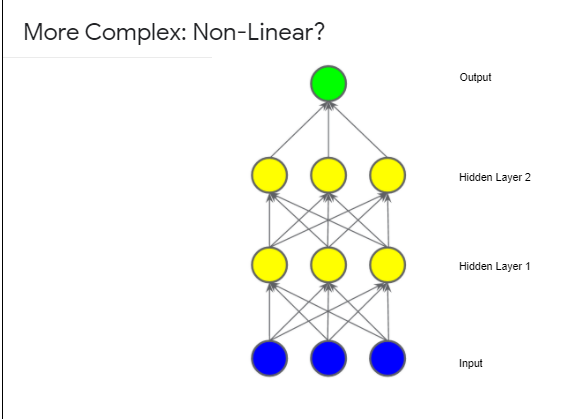 More Complex: Non-Linear?
Output
Hidden Layer 2
Hidden Layer 1
Input